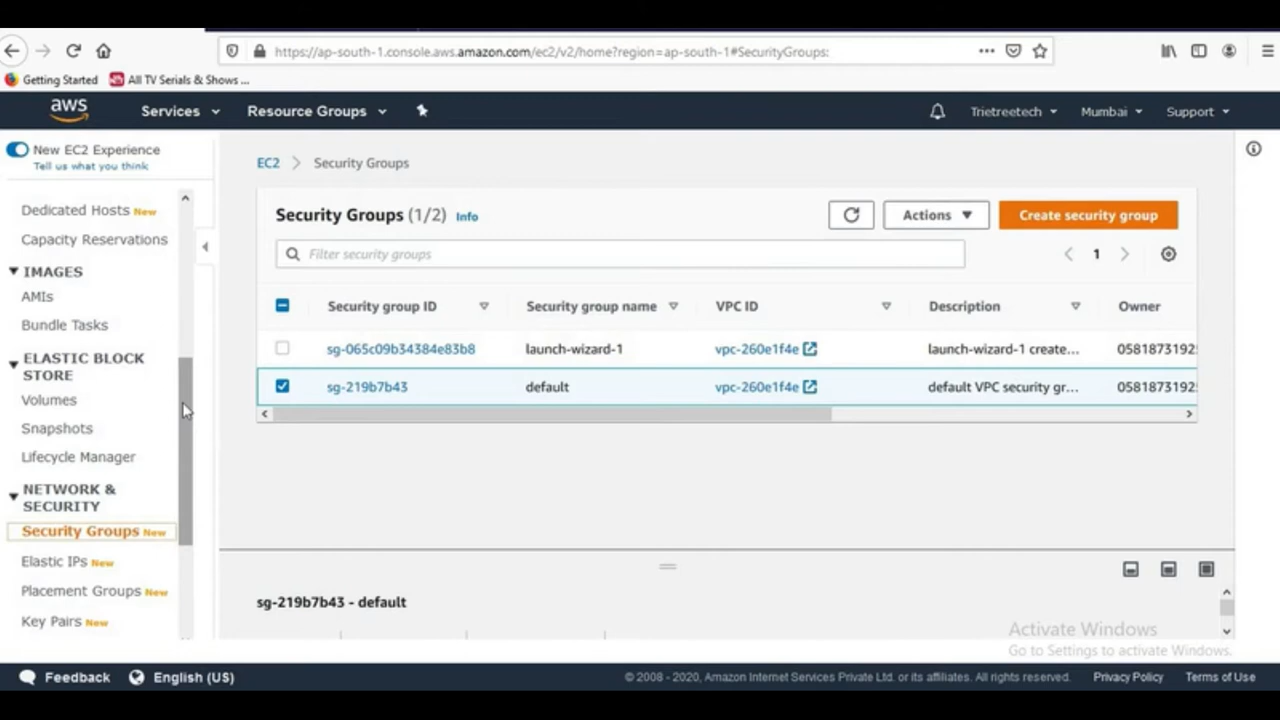 https://ap-south-1.console.aws.amazon.com/ec2/v2/home?region=ap-south-1#SecurityGroups:
Getting Started All TV Serials & Shows ...
aws Services Resource Groups Trietreetech Mumbai Support
New EC2 Experience
Tell us what you think
Dedicated Hosts New
Capacity Reservations
IMAGES
AMIs
Bundle Tasks
ELASTIC BLOCK
STORE
Volumes
Snapshots
Lifecycle Manager
NETWORK &
SECURITY
Security Groups New
Elastic IPs New
Placement Groups New
Key Pairs New
EC2 > Security Groups
Security Groups (1/2) Info Actions Create security group
Filter security groups 1
Security group ID Security group name VPC ID Description Owner
sg-065c09b34384e83b8 launch-wizard-1 vpc-260e1f4e launch-wizard-1 create... 0581873192
sg-219b7b43 default vpc-260e1f4e default VPC security gr... 0581873192
sg-219b7b43 - default
Activate Windows
Go to Settings to activate Windows.
Feedback English (US) © 2008 - 2020, Amazon Internet Services Private Ltd. or its affiliates. All rights reserved. Privacy Policy Terms of Use